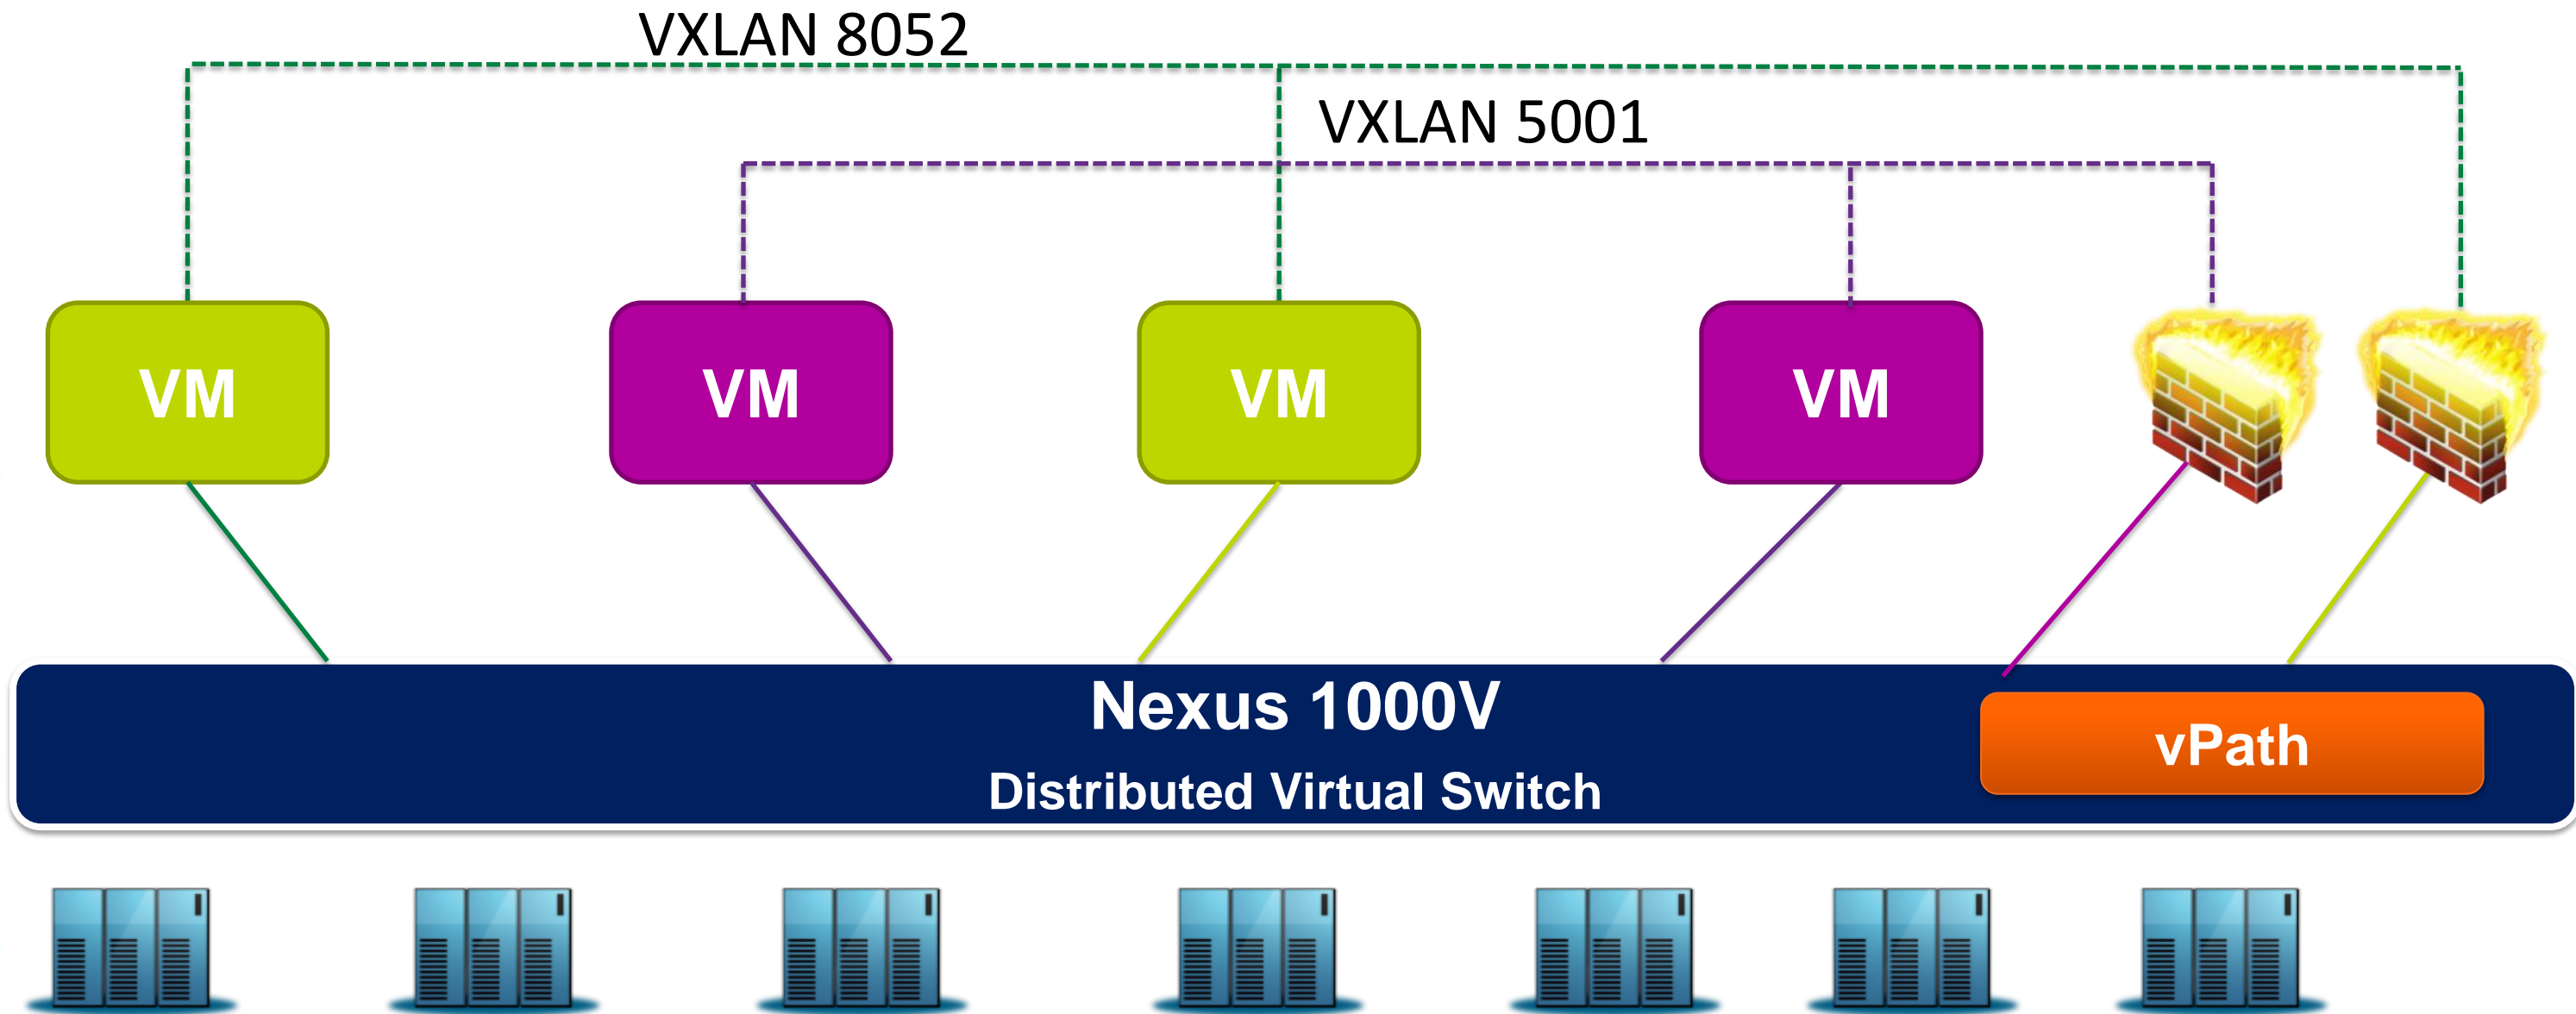 VXLAN 8052
VXLAN 5001
VM
VM
VM
VM
Nexus 1000V
Distributed Virtual Switch
vPath